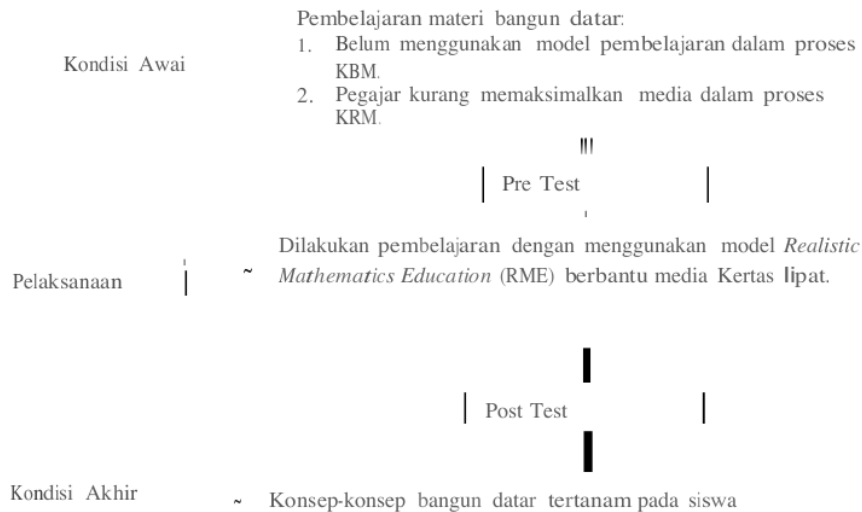 Pembelajaran materi bangun datar:
1. Belum menggunakan model pembelajaran dalam proses
Kondisi Awai
KBM.
2. Pegajar kurang memaksimalkan media dalam proses
KRM.
Pre Test
Dilakukan pembelajaran dengan menggunakan model Realistic
Pelaksanaan ~ Mathematics Education (RME) berbantu media Kertas lipat.
Post Test
Kondisi Akhir ~ Konsep-konsep bangun datar tertanam pada siswa